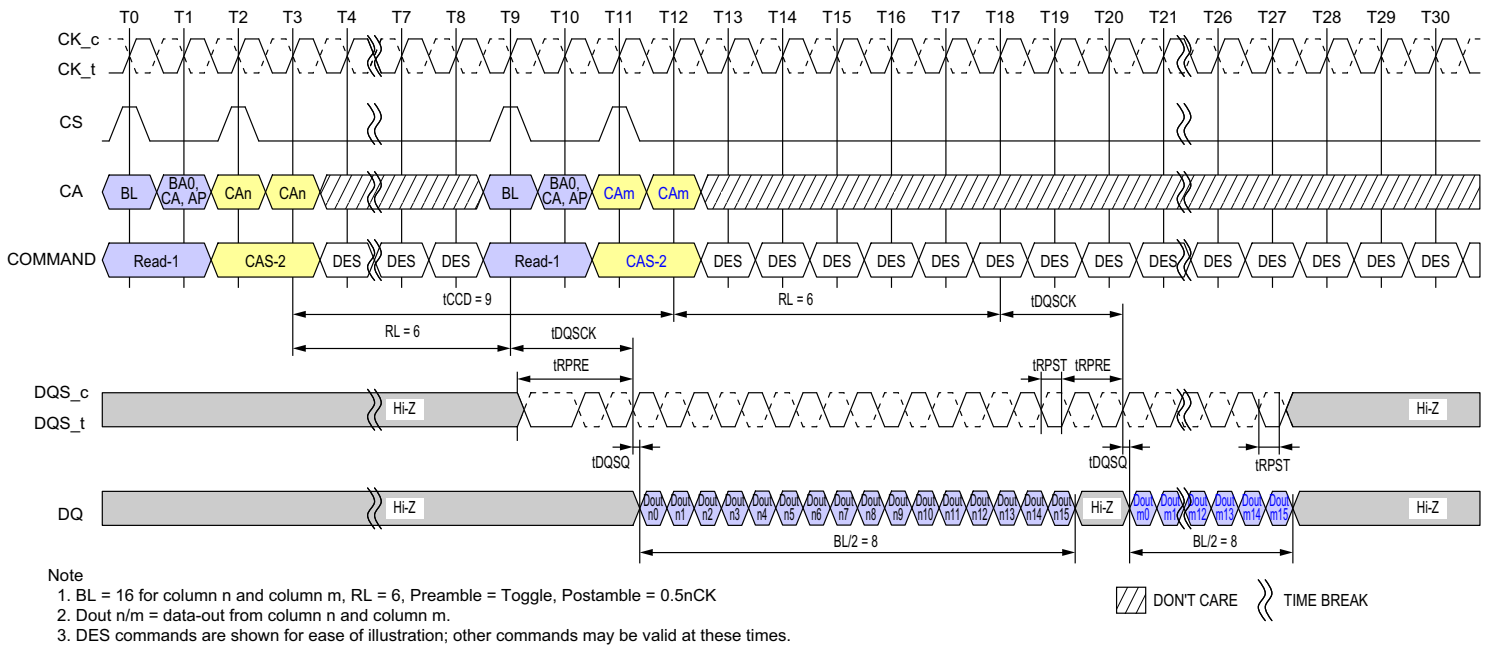 T0 T1 T2 T3 T4 T7 T8 T9 T10 T11 T12 T13 T14 T15 T16 T17 T18 T19 T20 T21 T26 T27 T28 T29 T30
CK_c
CK_t
CS
CA BL BA0, CA, AP CAn CAn BL BA0, CA, AP CAm CAm
COMMAND Read-1 CAS-2 DES DES DES Read-1 CAS-2 DES DES DES DES DES DES DES DES DES DES DES DES DES DES
tCCD = 9 RL = 6 tDQSCK
RL = 6 tDQSCK
tRPRE tRPST tRPRE
DQS_c
DQS_t
Hi-Z Hi-Z
tDQSQ tDQSQ tRPST
DQ Hi-Z Dout n0 Dout n1 Dout n2 Dout n3 Dout n4 Dout n5 Dout n6 Dout n7 Dout n8 Dout n9 Dout n10 Dout n11 Dout n12 Dout n13 Dout n14 Dout n15 Hi-Z Dout m0 Dout m1 Dout m12 Dout m13 Dout m14 Dout m15 Hi-Z
BL/2 = 8 BL/2 = 8
Note
1. BL = 16 for column n and column m, RL = 6, Preamble = Toggle, Postamble = 0.5nCK
2. Dout n/m = data-out from column n and column m.
3. DES commands are shown for ease of illustration; other commands may be valid at these times.
DON'T CARE TIME BREAK